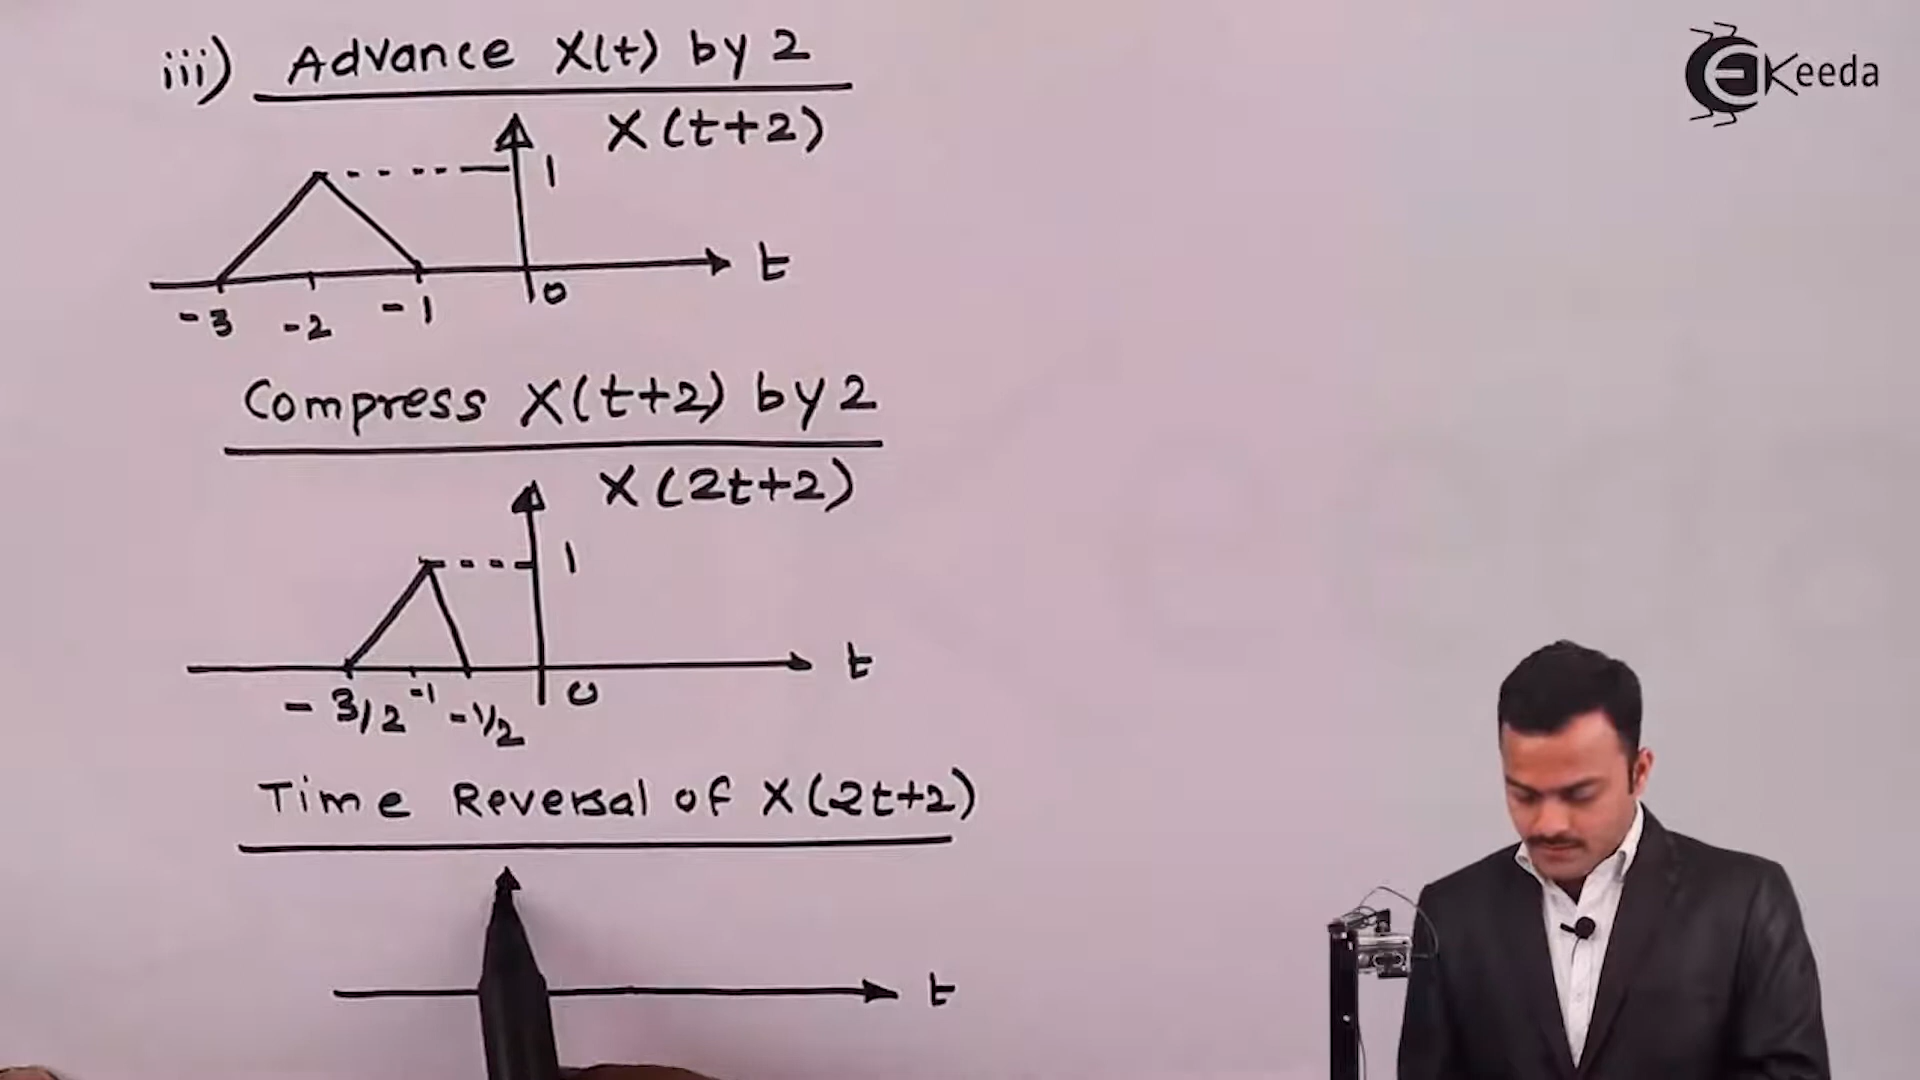 iii) Advance X(t) by 2
X(t+2)
1
t
-3 -2 -1 0
Compress X(t+2) by 2
X(2t+2)
1
t
-3/2 -1 -1/2 0
Time Reversal of X(2t+2)
t
EKeeda